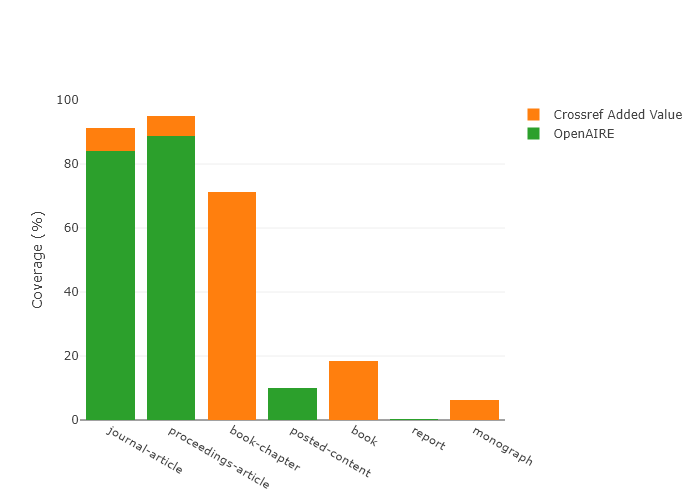 Crossref Added Value
OpenAIRE
Coverage (%)
100
80
60
40
20
0
journal-article
proceedings-article
book-chapter
posted-content
book
report
monograph